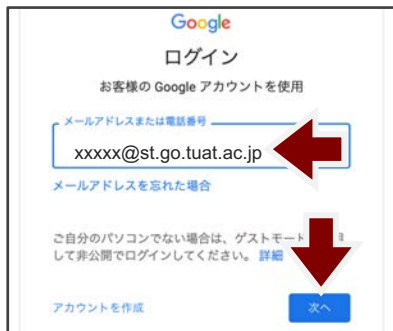 Google
ログイン
お客様の Google アカウントを使用
メールアドレスまたは電話番号
xxxxx@st.go.tuat.ac.jp
メールアドレスを忘れた場合
ご自分のパソコンでない場合は、ゲストモード
して非公開でログインしてください。 詳細
アカウントを作成
次へ